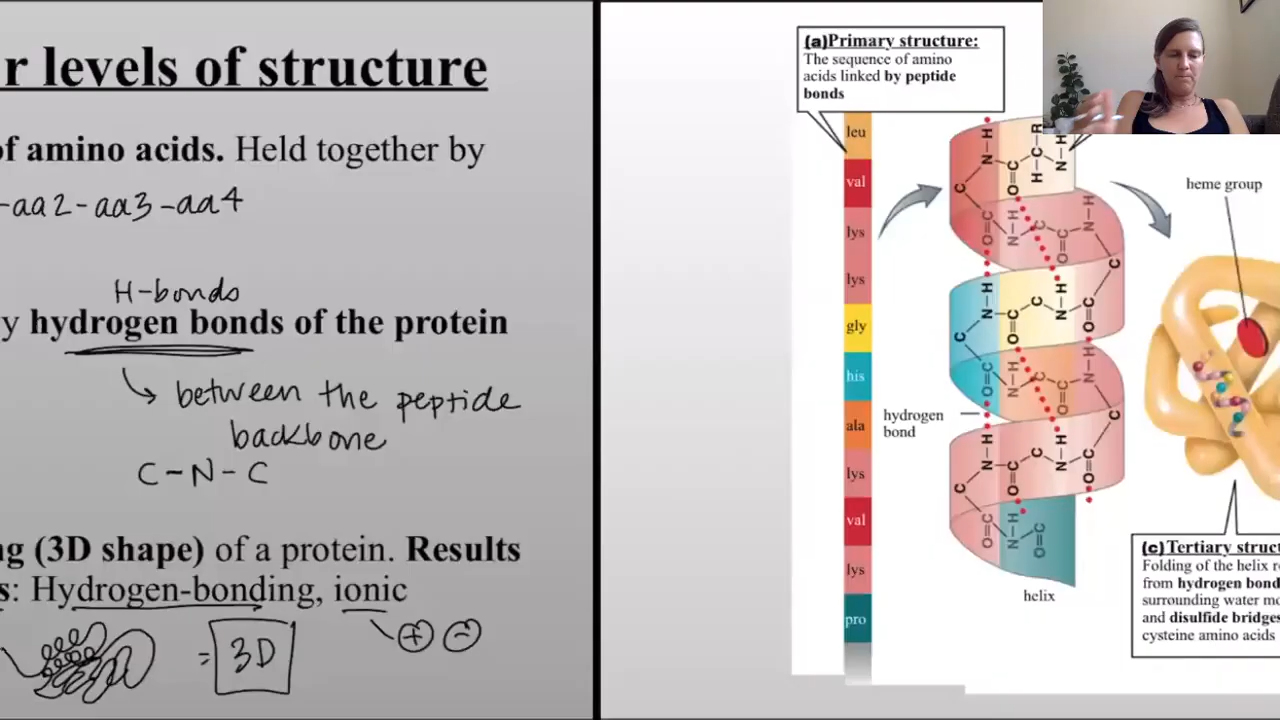 r levels of structure
of amino acids. Held together by
-aa2-aa3-aa4
H-bonds
y hydrogen bonds of the protein
between the peptide
backbone
C-N-C
ng (3D shape) of a protein. Results
s: Hydrogen-bonding, ionic
+ -
= 3D
(a)Primary structure:
The sequence of amino
acids linked by peptide
bonds
leu
val
lys
lys
gly
his
ala
lys
val
lys
pro
hydrogen
bond
helix
heme group
(c)Tertiary struct
Folding of the helix re
from hydrogen bond
surrounding water mo
and disulfide bridges
cysteine amino acids